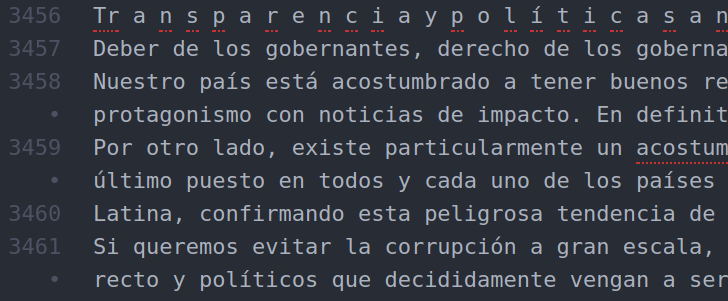 3456 Tr a n s p a r e n c i a y p o l í t i c a s a n
3457 Deber de los gobernantes, derecho de los goberna
3458 Nuestro país está acostumbrado a tener buenos re
• protagonismo con noticias de impacto. En definit
3459 Por otro lado, existe particularmente un acostum
• último puesto en todos y cada uno de los países
3460 Latina, confirmando esta peligrosa tendencia de
3461 Si queremos evitar la corrupción a gran escala,
• recto y políticos que decididamente vengan a ser